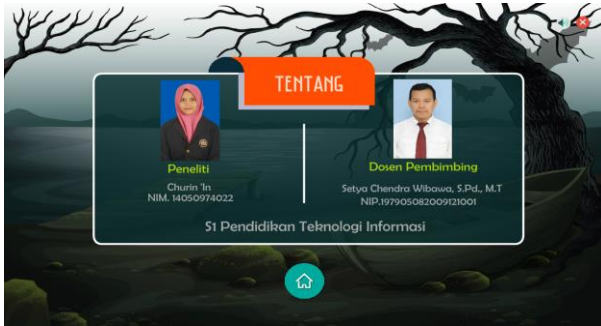 TENTANG
Peneliti
Churin 'In
NIM. 14050974022
Dosen Pembimbing
Setya Chendra Wibawa, S.Pd., M.T
NIP.197905082009121001
S1 Pendidikan Teknologi Informasi